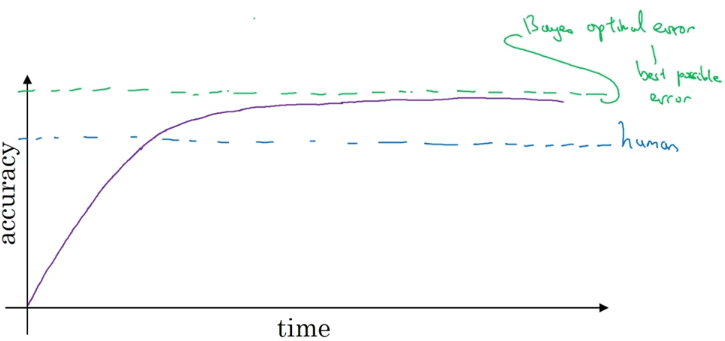 Bayes optimal error
best possible
error
human
accuracy
time